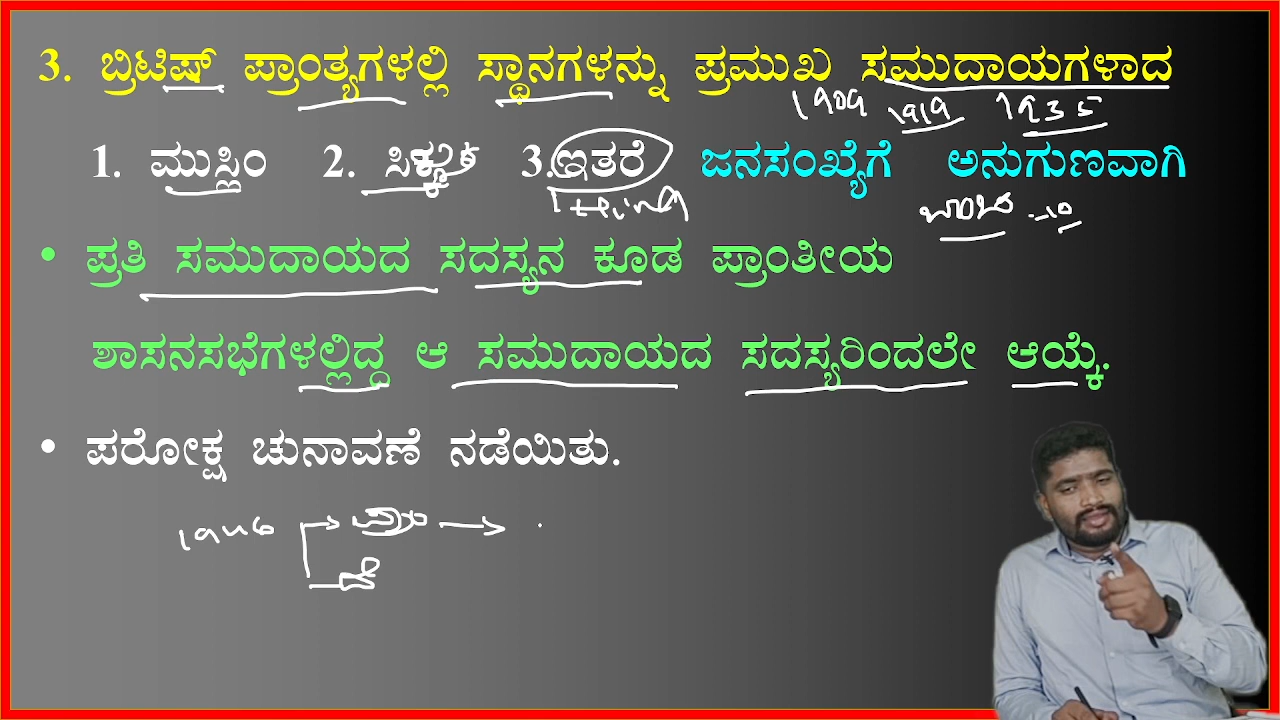 3. ಬ್ರಿಟಿಷ್ ಪ್ರಾಂತ್ಯಗಳಲ್ಲಿ ಸ್ಥಾನಗಳನ್ನು ಪ್ರಮುಖ ಸಮುದಾಯಗಳಾದ
1909 1919 1935
1. ಮುಸ್ಲಿಂ 2. ಸಿಖ್ಖ 3. ಇತರೆ ಜನಸಂಖ್ಯೆಗೆ ಅನುಗುಣವಾಗಿ
• ಪ್ರತಿ ಸಮುದಾಯದ ಸದಸ್ಯನ ಕೂಡ ಪ್ರಾಂತೀಯ
ಶಾಸನಸಭೆಗಳಲ್ಲಿದ್ದ ಆ ಸಮುದಾಯದ ಸದಸ್ಯರಿಂದಲೇ ಆಯ್ಕೆ.
• ಪರೋಕ್ಷ ಚುನಾವಣೆ ನಡೆಯಿತು.
1946 ಪ್ರಾಂ
ದೆ